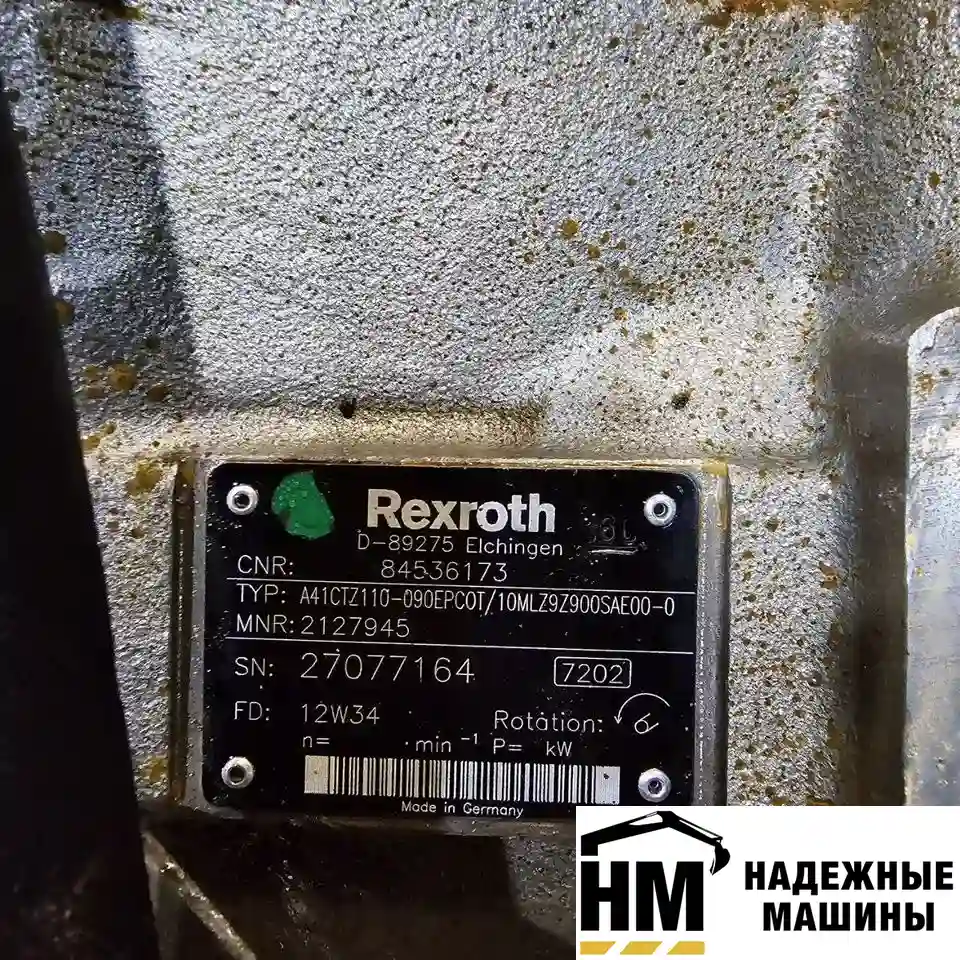 Rexroth
D-89275 Elchingen
CNR: 84536173
TYP: A41CTZ110-090EPC0T/10MLZ9Z900SAE00-0
MNR: 2127945
SN: 27077164 7202
FD: 12W34 Rotation:
n= .min-1 P= kW
Made in Germany
НМ НАДЕЖНЫЕ
МАШИНЫ